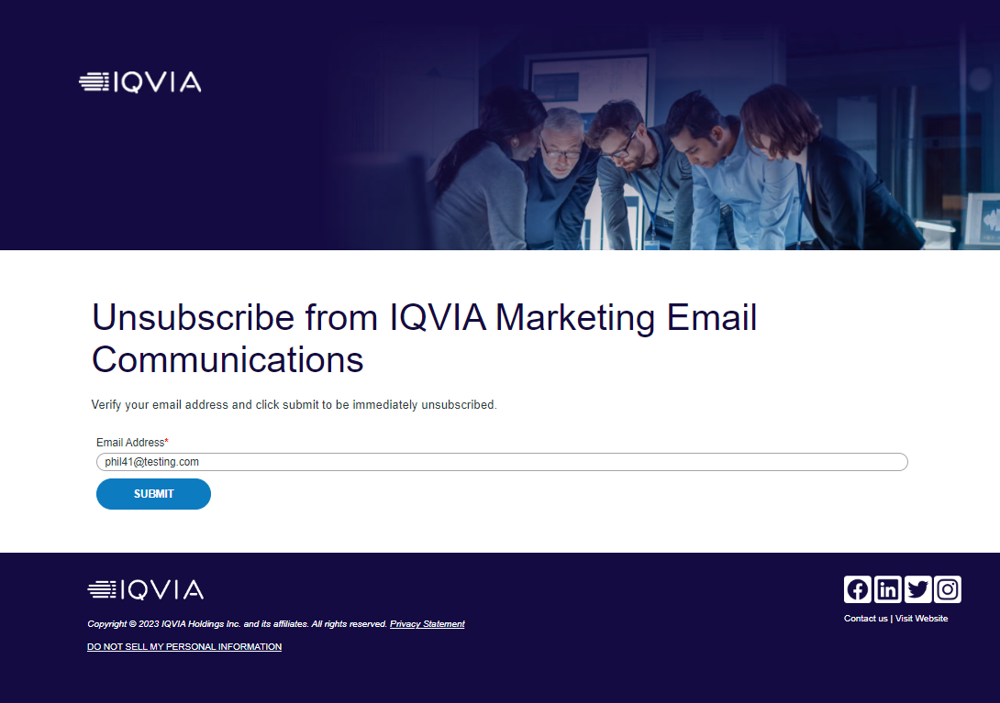 IQVIA
Unsubscribe from IQVIA Marketing Email
Communications
Verify your email address and click submit to be immediately unsubscribed.
Email Address*
phil41@testing.com
SUBMIT
IQVIA
Copyright © 2023 IQVIA Holdings Inc. and its affiliates. All rights reserved. Privacy Statement
DO NOT SELL MY PERSONAL INFORMATION
Contact us | Visit Website